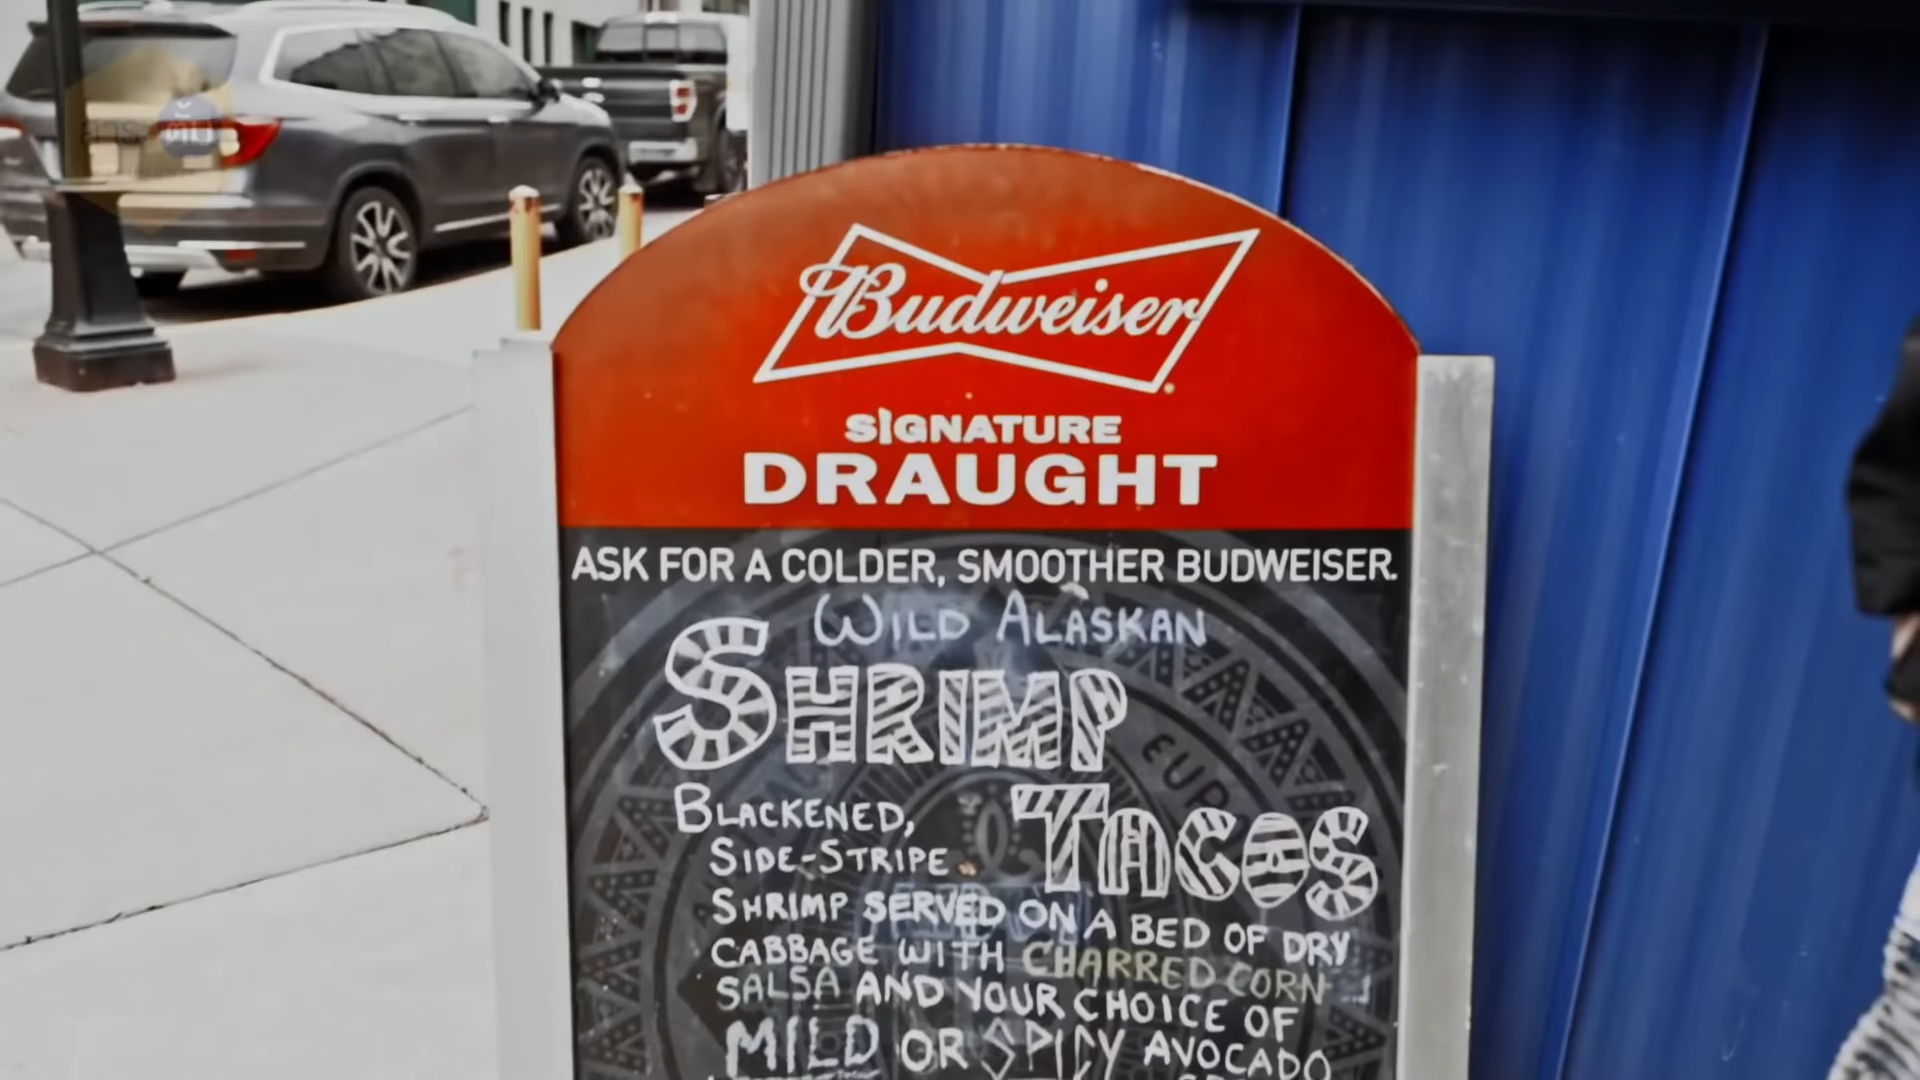 Budweiser
SIGNATURE
DRAUGHT
ASK FOR A COLDER, SMOOTHER BUDWEISER.
WILD ALASKAN
SHRIMP
TACOS
BLACKENED,
SIDE-STRIPE
SHRIMP SERVED ON A BED OF DRY
CABBAGE WITH CHARRED CORN
SALSA AND YOUR CHOICE OF
MILD OR SPICY AVOCADO